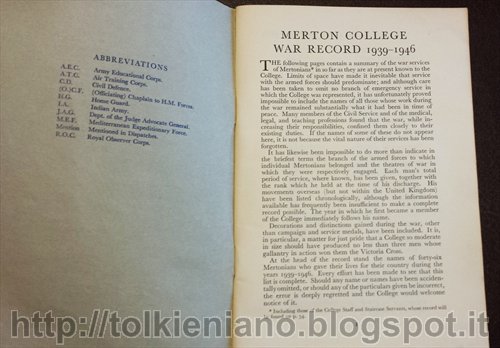 ABBREVIATIONS
A.E.C. Army Educational Corps.
A.T.C. Air Training Corps.
C.D. Civil Defence.
(O.)C.F. (Officiating) Chaplain to H.M. Forces.
H.G. Home Guard.
I.A. Indian Army.
J.A.G. Dept. of the Judge Advocate General.
M.E.F. Mediterranean Expeditionary Force.
Mention Mentioned in Dispatches.
R.O.C. Royal Observer Corps.
MERTON COLLEGE
WAR RECORD 1939-1946
THE following pages contain a summary of the war services
of Mertonians* in so far as they are at present known to the
College. Limits of space have made it inevitable that service
with the armed forces should predominate; and although care
has been taken to omit no branch of emergency service in
which the College was represented, it has unfortunately proved
impossible to include the names of all those whose work during
the war remained substantially what it had been in time of
peace. Many members of the Civil Service and of the medical,
legal, and teaching professions found that the war, while in-
creasing their responsibilities, confined them closely to their
existing duties. If the names of some of these do not appear
here, it is not because the vital nature of their services has been
forgotten.
It has likewise been impossible to do more than indicate in
the briefest terms the branch of the armed forces to which
individual Mertonians belonged and the theatres of war in
which they were respectively engaged. Each man's total
period of service, where known, has been given, together with
the rank which he held at the time of his discharge. His
movements overseas (but not within the United Kingdom)
have been listed chronologically, although the information
available has frequently been insufficient to make a complete
record possible. The year in which he first became a member
of the College immediately follows his name.
Decorations and distinctions gained during the war, other
than campaign and service medals, have been included. It is,
in particular, a matter for just pride that a College so moderate
in size should have produced no less than three men whose
gallantry in action won them the Victoria Cross.
At the head of the record stand the names of forty-six
Mertonians who gave their lives for their country during the
years 1939-1946. Every effort has been made to see that this
list is complete. Should any name or names have been acciden-
tally omitted, or should any of the particulars given be incorrect,
the error is deeply regretted and the College would welcome
notice of it.
* Including those of the College Staff and Staircase Servants, whose record will
be found on p. 54.
http://tolkieniano.blogspot.it